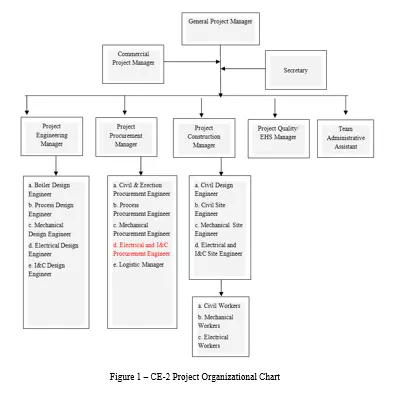 General Project Manager
Commercial
Project Manager
Secretary
Project
Engineering
Manager
Project
Procurement
Manager
Project
Construction
Manager
Project Quality/
EHS Manager
Team
Administrative
Assistant
a. Boiler Design
Engineer
b. Process Design
Engineer
c. Mechanical
Design Engineer
d. Electrical Design
Engineer
e. I&C Design
Engineer
a. Civil & Erection
Procurement Engineer
b. Process
Procurement Engineer
c. Mechanical
Procurement Engineer
d. Electrical and I&C
Procurement Engineer
e. Logistic Manager
a. Civil Design
Engineer
b. Civil Site
Engineer
c. Mechanical Site
Engineer
d. Electrical and
I&C Site Engineer
a. Civil Workers
b. Mechanical
Workers
c. Electrical
Workers
Figure 1 – CE-2 Project Organizational Chart